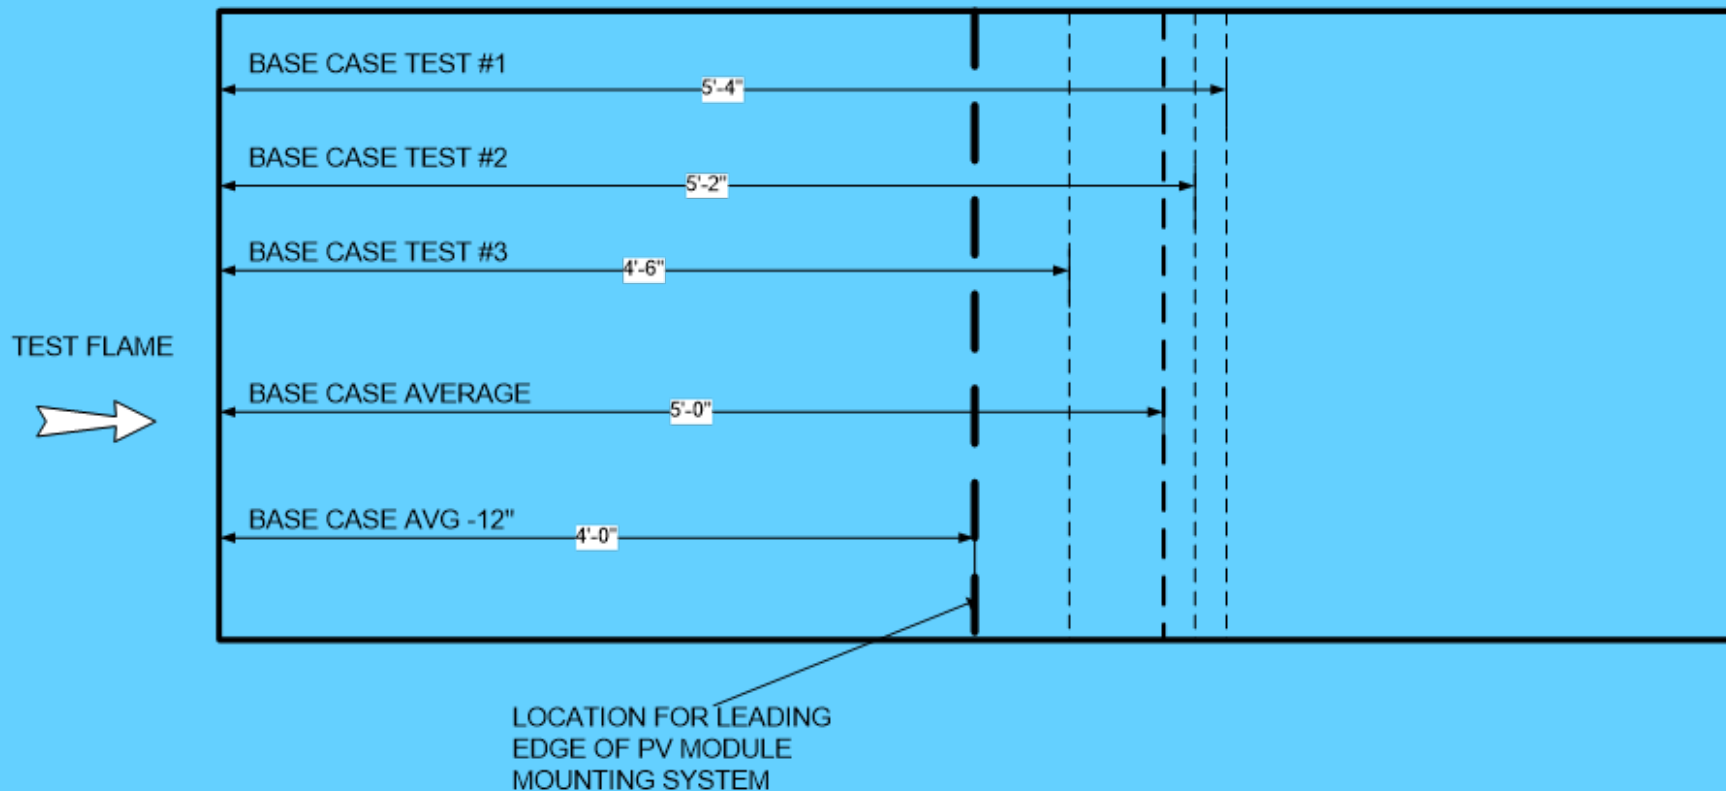 BASE CASE TEST #1
5'-4"
BASE CASE TEST #2
5'-2"
BASE CASE TEST #3
4'-6"
TEST FLAME
BASE CASE AVERAGE
5'-0"
BASE CASE AVG -12"
4'-0"
LOCATION FOR LEADING
EDGE OF PV MODULE
MOUNTING SYSTEM